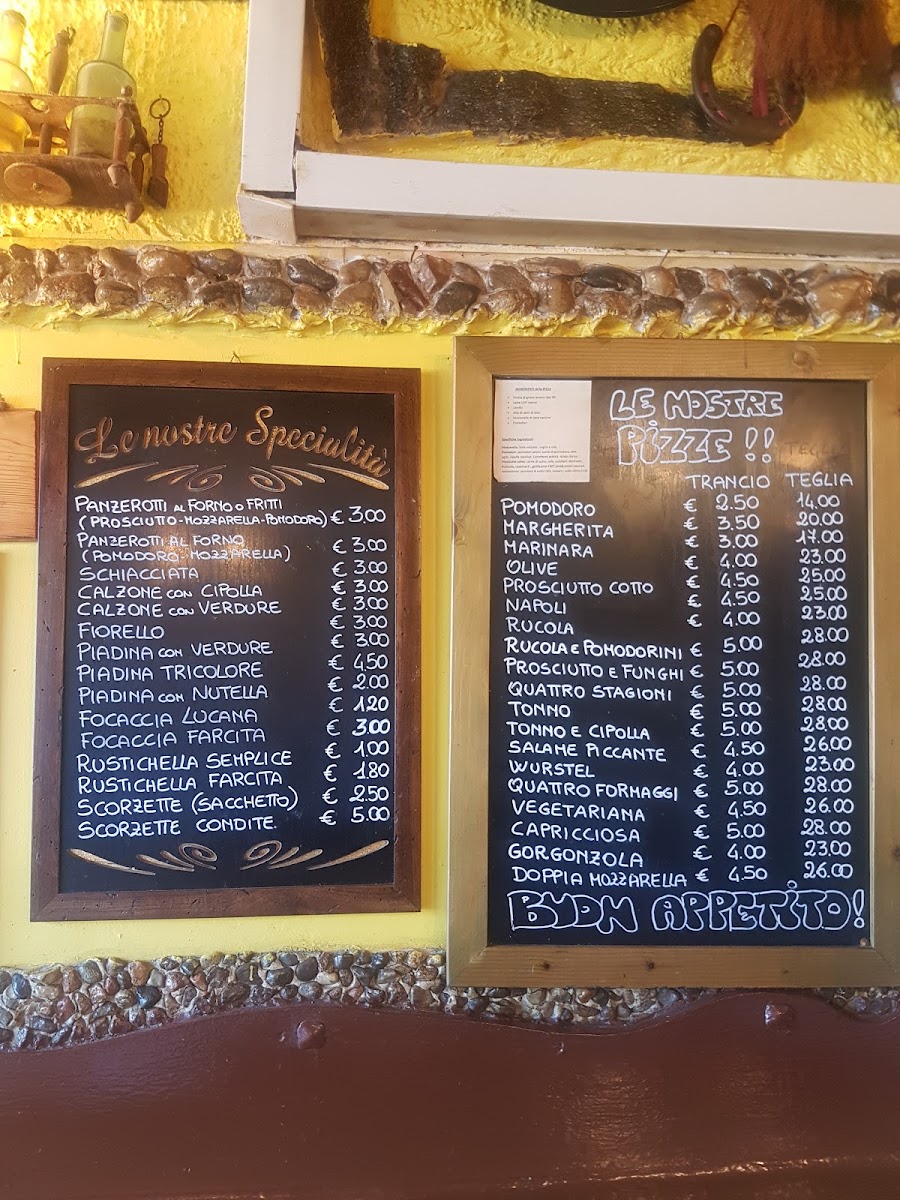 Le nostre Specialità
PANZEROTTI AL FORNO O FRITTI
(PROSCIUTTO-MOZZARELLA-POMODORO) € 3.00
PANZEROTTI AL FORNO
(POMODORO-MOZZARELLA) € 3.00
SCHIACCIATA € 3.00
CALZONE CON CIPOLLA € 3.00
CALZONE CON VERDURE € 3.00
FIORELLO € 3.00
PIADINA CON VERDURE € 3.00
PIADINA TRICOLORE € 4.50
PIADINA CON NUTELLA € 2.00
FOCACCIA LUCANA € 1.20
FOCACCIA FARCITA € 3.00
RUSTICHELLA SEMPLICE € 1.00
RUSTICHELLA FARCITA € 1.80
SCORZETTE (SACCHETTO) € 2.50
SCORZETTE CONDITE. € 5.00
LE NOSTRE
PIZZE !!
TRANCIO TEGLIA
POMODORO € 2.50 14.00
MARGHERITA € 3.50 20.00
MARINARA € 3.00 17.00
OLIVE € 4.00 23.00
PROSCIUTTO COTTO € 4.50 25.00
NAPOLI € 4.50 25.00
RUCOLA € 4.00 23.00
RUCOLA E POMODORINI € 5.00 28.00
PROSCIUTTO E FUNGHI € 5.00 28.00
QUATTRO STAGIONI € 5.00 28.00
TONNO € 5.00 28.00
TONNO E CIPOLLA € 5.00 28.00
SALAME PICCANTE € 4.50 26.00
WURSTEL € 4.00 23.00
QUATTRO FORMAGGI € 5.00 28.00
VEGETARIANA € 4.50 26.00
CAPRICCIOSA € 5.00 28.00
GORGONZOLA € 4.00 23.00
DOPPIA MOZZARELLA € 4.50 26.00
BUON APPETITO!